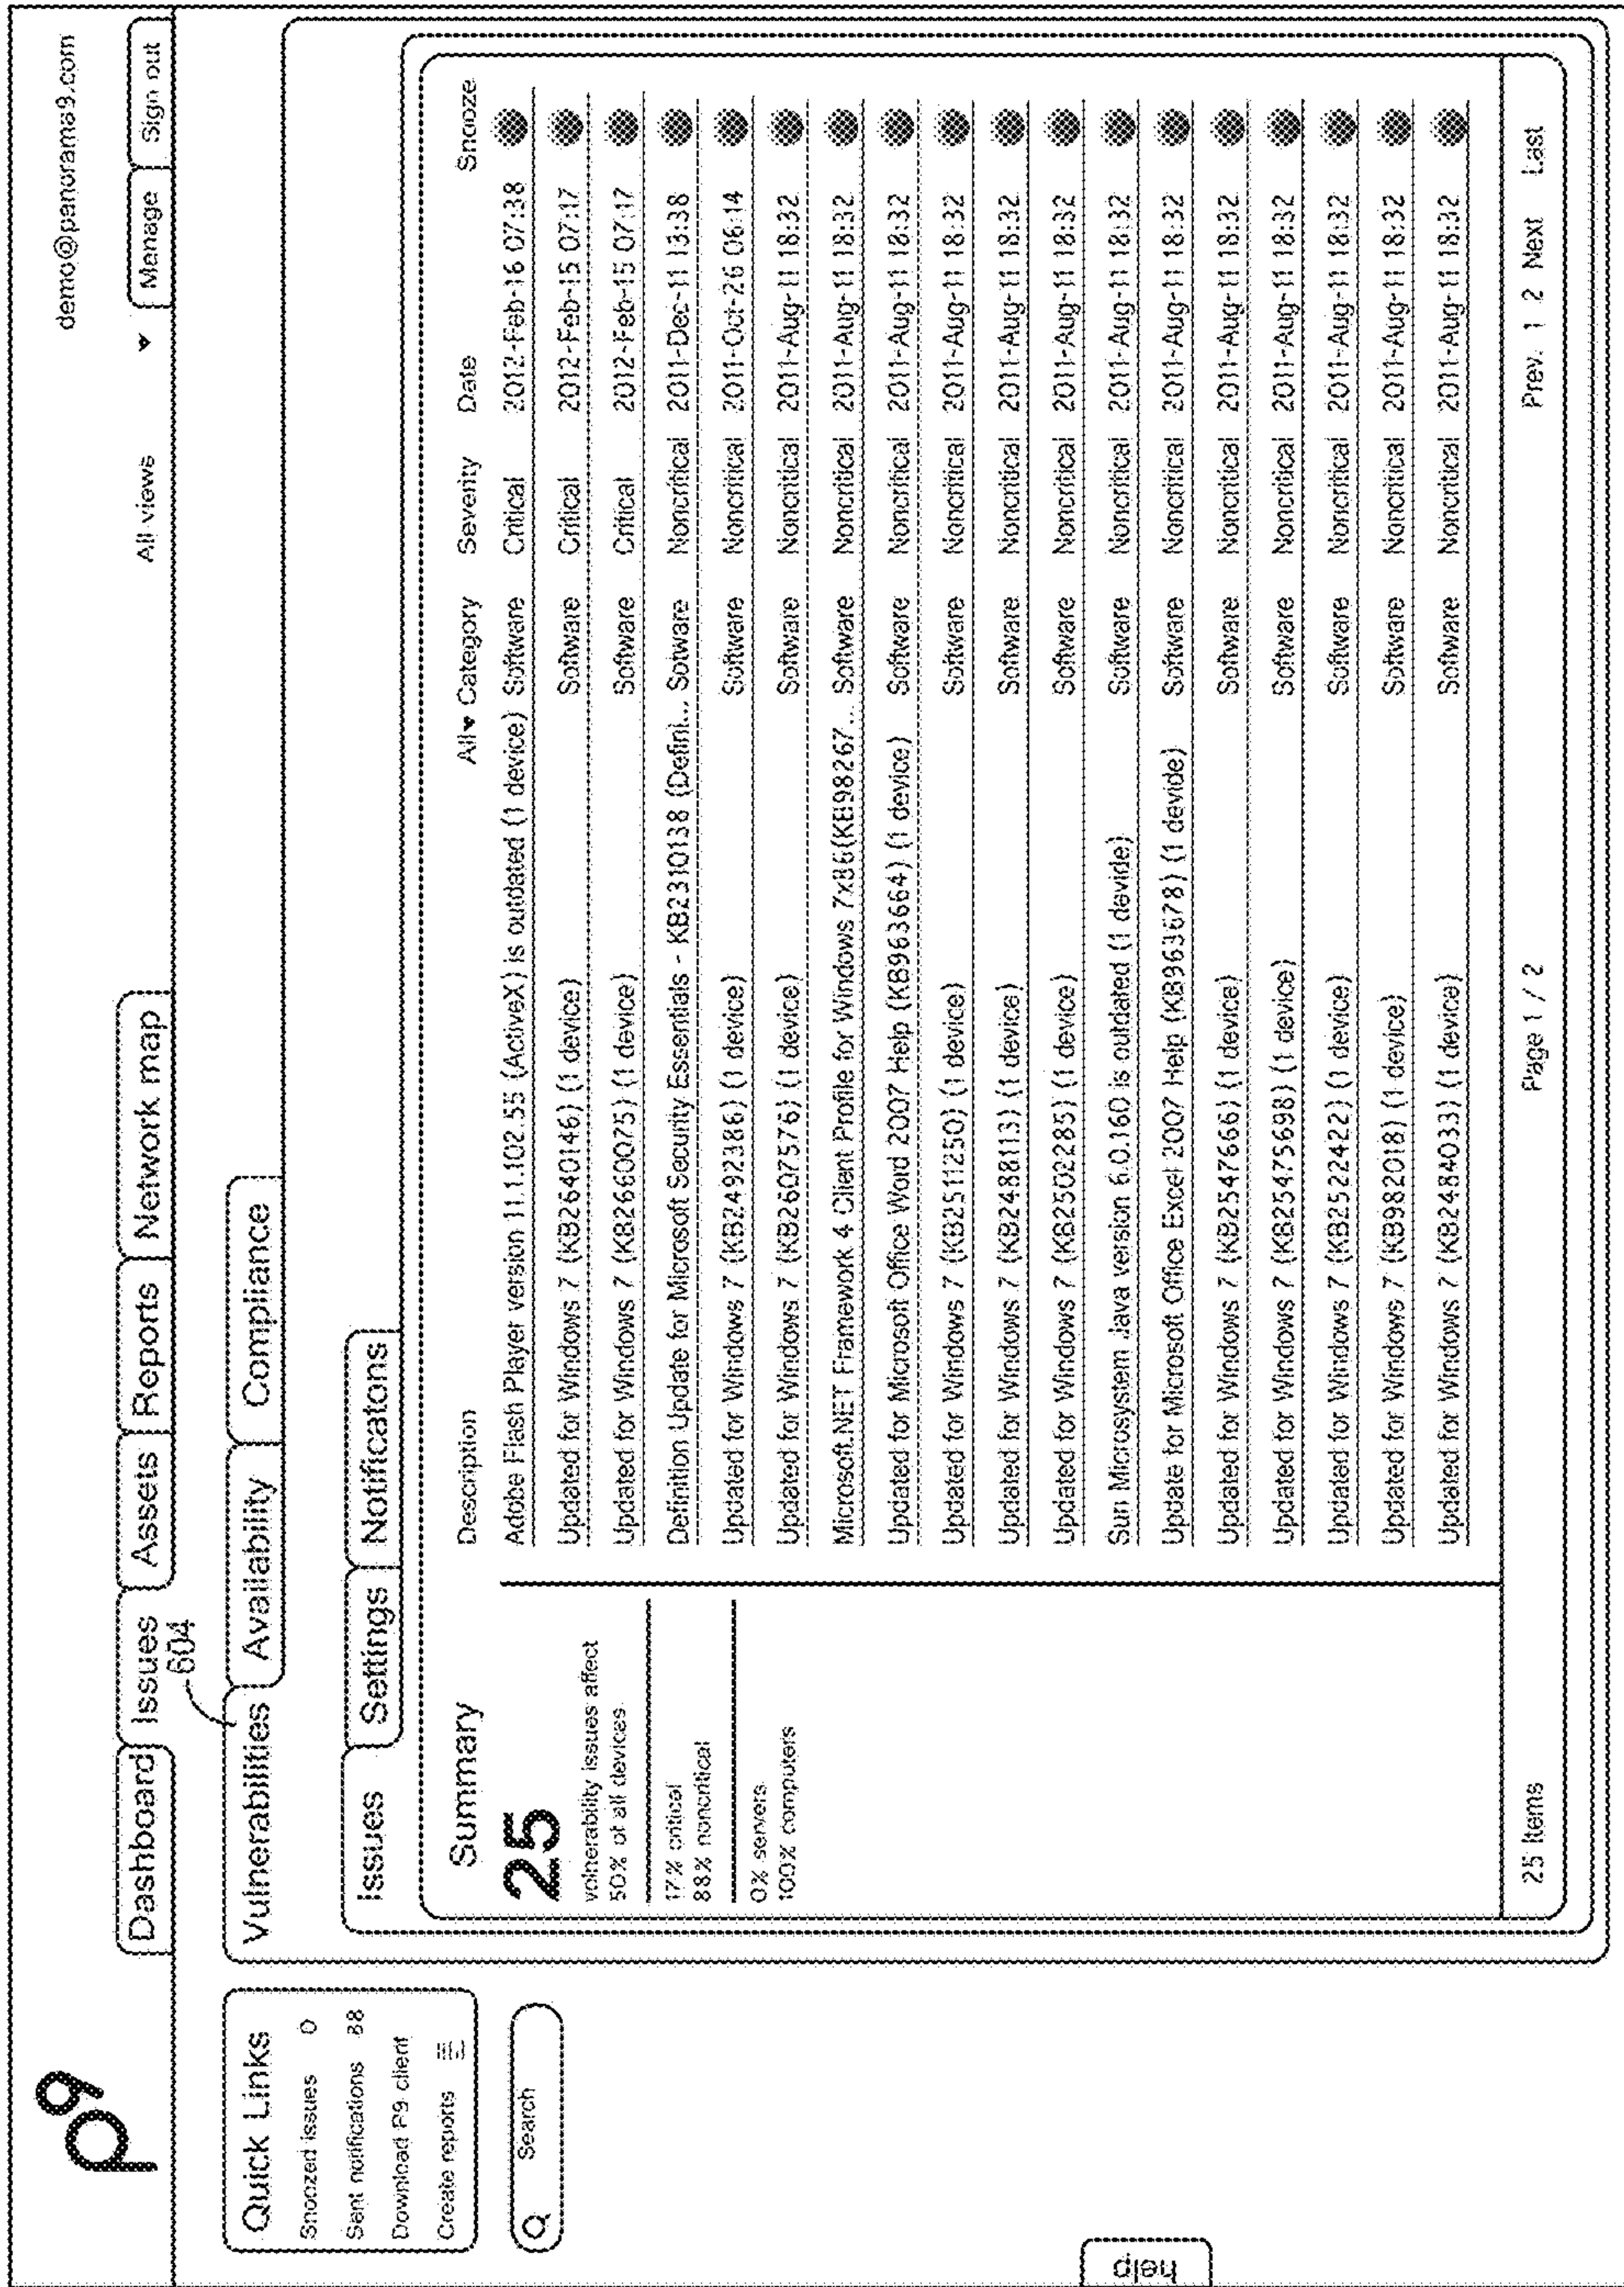 p9
demo@panorama9.com
Dashboard Issues Assets Reports Network map All views Manage Sign out
604
Quick Links
Snoozed issues 0
Sent notifications 88
Download P9 client
Create reports
Search
help
Vulnerabilities Availability Compliance
Issues Settings Notificatons
Summary
25
vulnerability issues affect
50% of all devices
17% critical
88% noncritical
0% servers
100% computers
Description All Category Severity Date Snooze
Adobe Flash Player version 11.1.102.55 (ActiveX) is outdated (1 device) Software Critical 2012-Feb-16 07:38
Updated for Windows 7 (KB2640146) (1 device) Software Critical 2012-Feb-15 07:17
Updated for Windows 7 (KB2660075) (1 device) Software Critical 2012-Feb-15 07:17
Definition Update for Microsoft Security Essentials - KB2310138 (Defini... Software Noncritical 2011-Dec-11 13:38
Updated for Windows 7 (KB2492386) (1 device) Software Noncritical 2011-Oct-26 06:14
Updated for Windows 7 (KB2607576) (1 device) Software Noncritical 2011-Aug-11 18:32
Microsoft.NET Framework 4 Client Profile for Windows 7x86(KB98267... Software Noncritical 2011-Aug-11 18:32
Updated for Microsoft Office Word 2007 Help (KB963664) (1 device) Software Noncritical 2011-Aug-11 18:32
Updated for Windows 7 (KB2511250) (1 device) Software Noncritical 2011-Aug-11 18:32
Updated for Windows 7 (KB2488113) (1 device) Software Noncritical 2011-Aug-11 18:32
Updated for Windows 7 (KB2502285) (1 device) Software Noncritical 2011-Aug-11 18:32
Sun Microsystem Java version 6.0.160 is outdated (1 devide) Software Noncritical 2011-Aug-11 18:32
Update for Microsoft Office Excel 2007 Help (KB963678) (1 devide) Software Noncritical 2011-Aug-11 18:32
Updated for Windows 7 (KB2547666) (1 device) Software Noncritical 2011-Aug-11 18:32
Updated for Windows 7 (KB25475698) (1 device) Software Noncritical 2011-Aug-11 18:32
Updated for Windows 7 (KB2522422) (1 device) Software Noncritical 2011-Aug-11 18:32
Updated for Windows 7 (KB982018) (1 device) Software Noncritical 2011-Aug-11 18:32
Updated for Windows 7 (KB2484033) (1 device) Software Noncritical 2011-Aug-11 18:32
25 Items Page 1 / 2 Prev. 1 2 Next Last